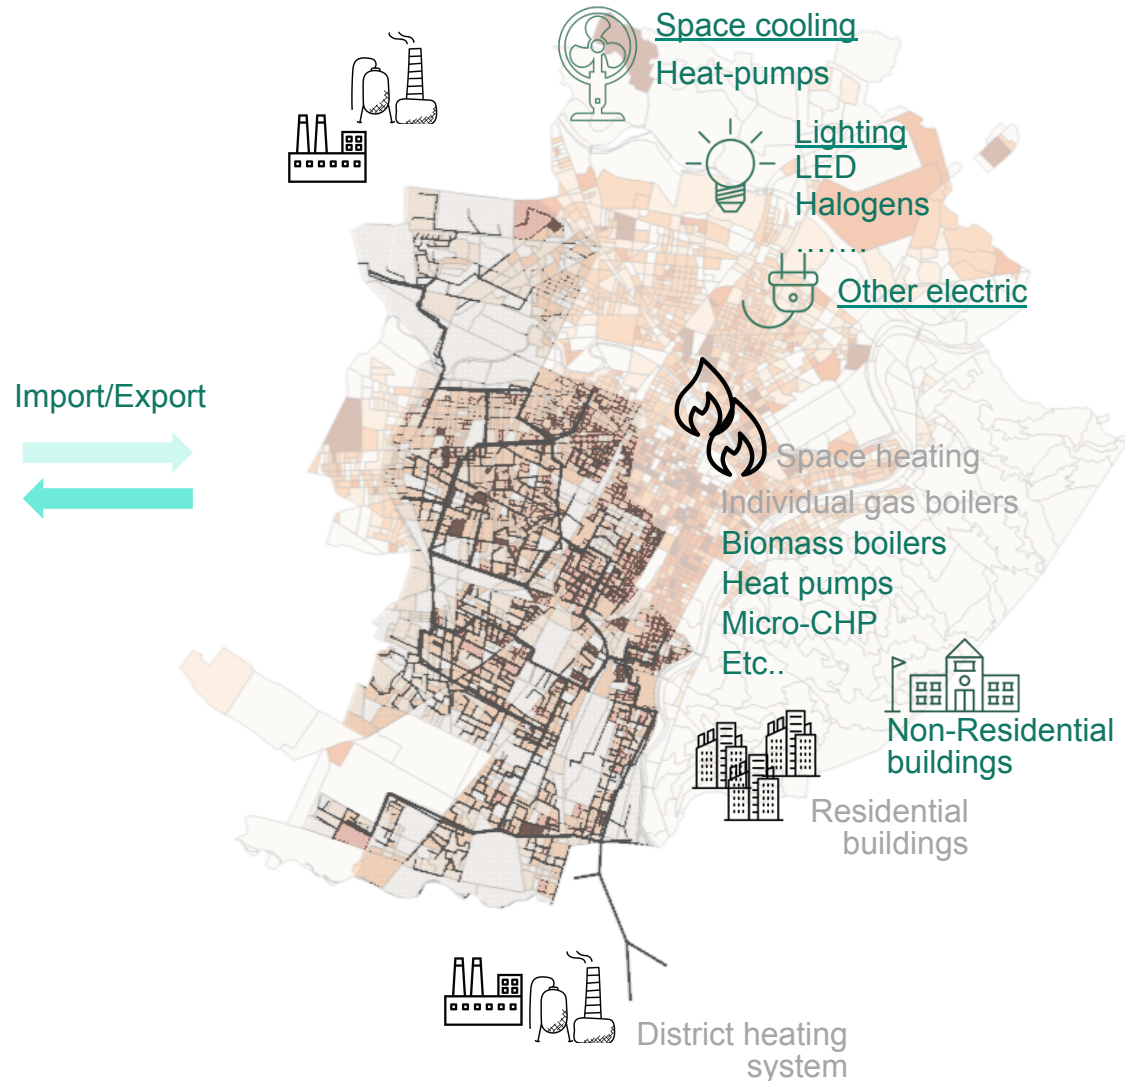 Space cooling
Heat-pumps
Lighting
LED
Halogens
.......
Other electric
Import/Export
Space heating
Individual gas boilers
Biomass boilers
Heat pumps
Micro-CHP
Etc..
Non-Residential
buildings
Residential
buildings
District heating
system